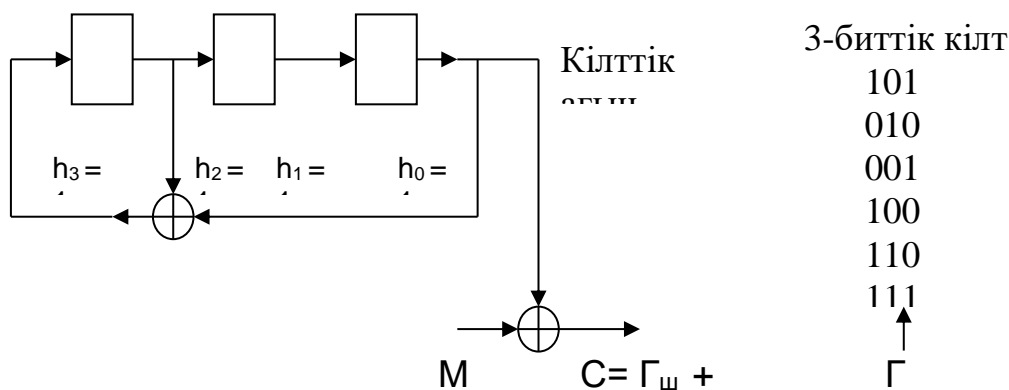 Кілттік
3-биттік кілт
101
010
001
100
110
111
h₃ =
h₂ =
h₁ =
h₀ =
М
С= Гш +
Г